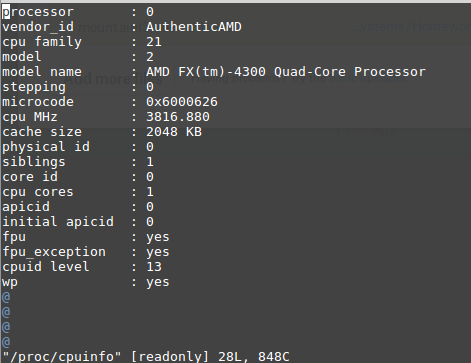 processor : 0
vendor_id : AuthenticAMD
cpu family : 21
model : 2
model name : AMD FX(tm)-4300 Quad-Core Processor
stepping : 0
microcode : 0x6000626
cpu MHz : 3816.880
cache size : 2048 KB
physical id : 0
siblings : 1
core id : 0
cpu cores : 1
apicid : 0
initial apicid : 0
fpu : yes
fpu_exception : yes
cpuid level : 13
wp : yes
@
@
@
@
"/proc/cpuinfo" [readonly] 28L, 848C